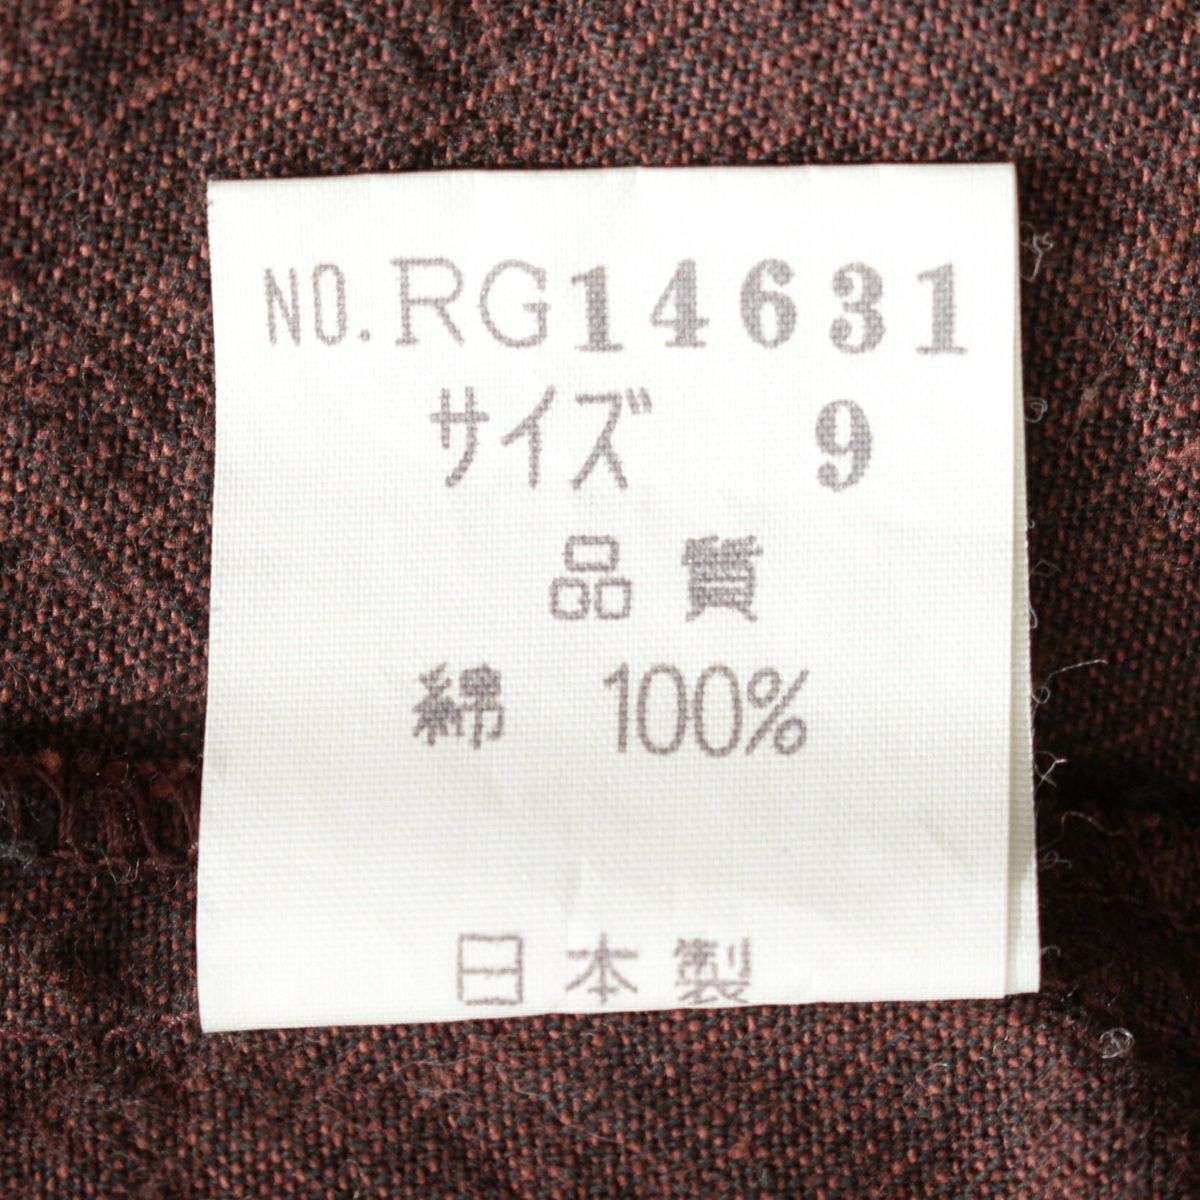 NO.RG14631
サイズ 9
品質
綿 100%
日本製